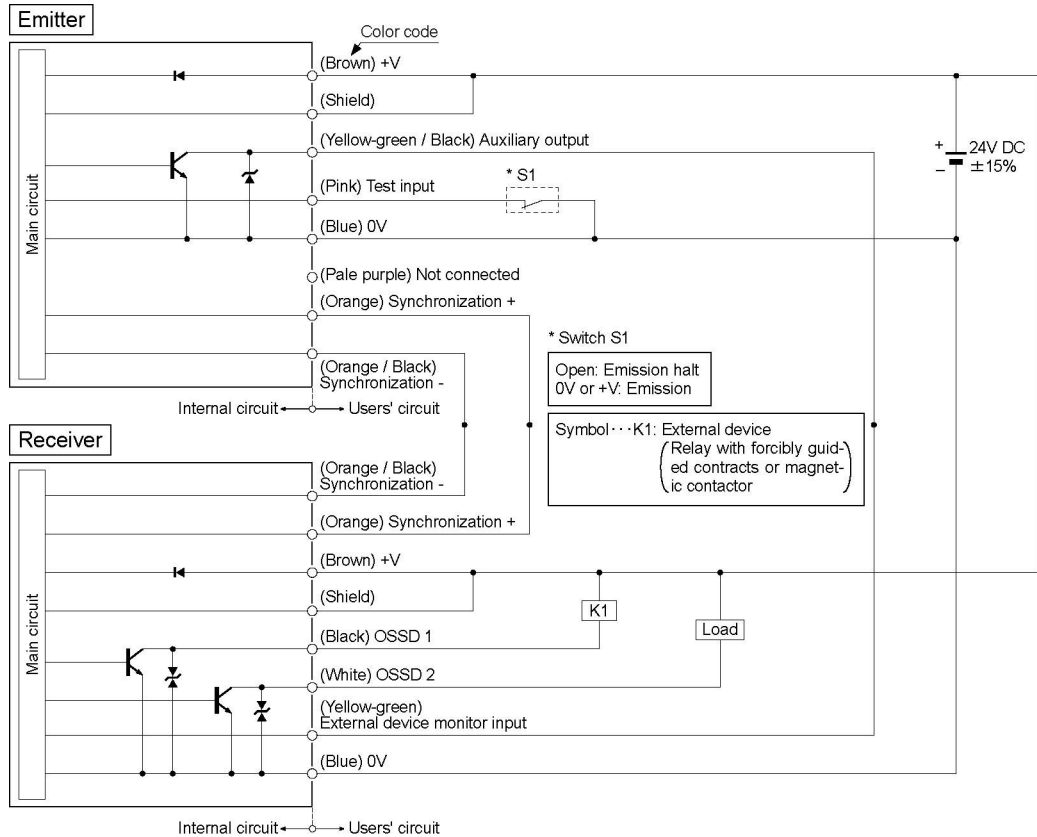 Emitter
Color code
(Brown) +V
(Shield)
(Yellow-green / Black) Auxiliary output
+
24V DC
±15%
−
(Pink) Test input
* S1
(Blue) 0V
Main circuit
(Pale purple) Not connected
(Orange) Synchronization +
(Orange / Black)
Synchronization -
Internal circuit
Users' circuit
* Switch S1
Open: Emission halt
0V or +V: Emission
Symbol···K1: External device
(Relay with forcibly guid-
ed contracts or magnet-
ic contactor)
Receiver
(Orange / Black)
Synchronization -
(Orange) Synchronization +
(Brown) +V
(Shield)
K1
Load
(Black) OSSD 1
(White) OSSD 2
(Yellow-green)
External device monitor input
(Blue) 0V
Main circuit
Internal circuit
Users' circuit